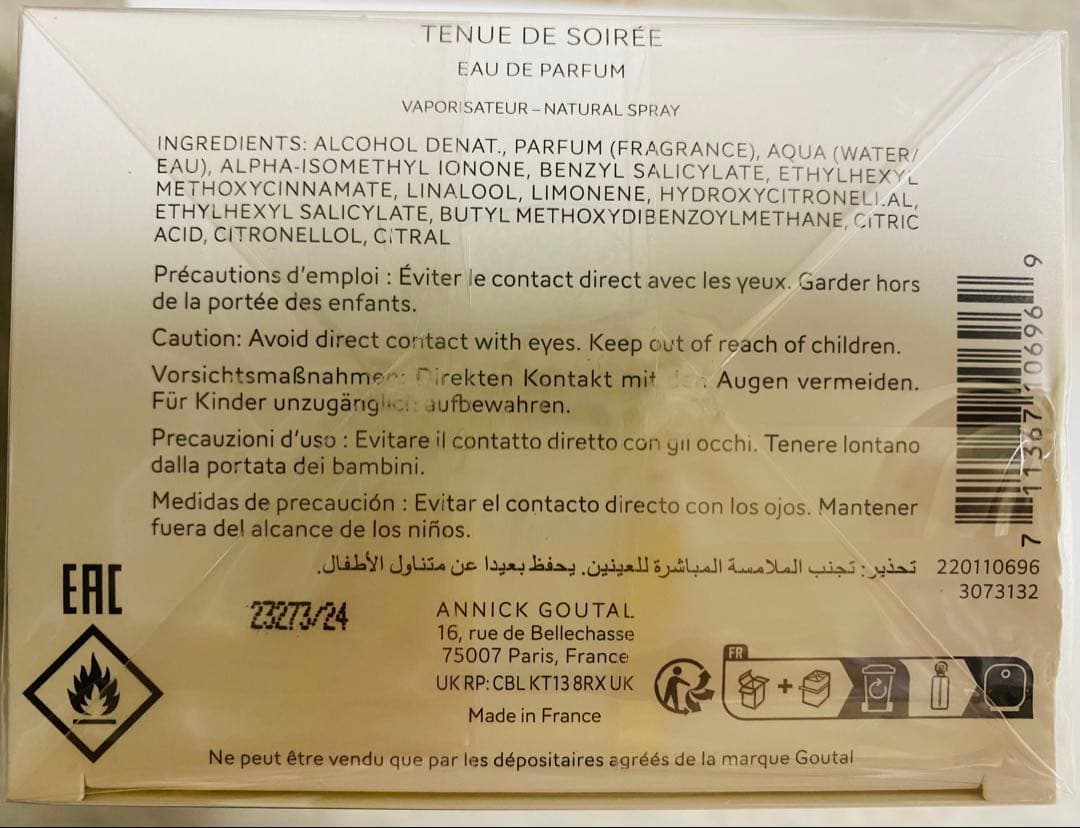 TENUE DE SOIRÉE
EAU DE PARFUM
VAPORISATEUR – NATURAL SPRAY
INGREDIENTS: ALCOHOL DENAT., PARFUM (FRAGRANCE), AQUA (WATER/
EAU), ALPHA-ISOMETHYL IONONE, BENZYL SALICYLATE, ETHYLHEXYL
METHOXYCINNAMATE, LINALOOL, LIMONENE, HYDROXYCITRONELLAL,
ETHYLHEXYL SALICYLATE, BUTYL METHOXYDIBENZOYLMETHANE, CITRIC
ACID, CITRONELLOL, CITRAL
Précautions d'emploi : Éviter le contact direct avec les yeux. Garder hors
de la portée des enfants.
Caution: Avoid direct contact with eyes. Keep out of reach of children.
Vorsichtsmaßnahmen: Direkten Kontakt mit den Augen vermeiden.
Für Kinder unzugänglich aufbewahren.
Precauzioni d'uso : Evitare il contatto diretto con gli occhi. Tenere lontano
dalla portata dei bambini.
Medidas de precaución : Evitar el contacto directo con los ojos. Mantener
fuera del alcance de los niños.
تحذير: تجنب الملامسة المباشرة للعينين. يحفظ بعيدا عن متناول الأطفال.
7 11367 10696 9
220110696
3073132
EAC
23273/24
ANNICK GOUTAL
16, rue de Bellechasse
75007 Paris, France
UK RP: CBL KT13 8RX UK
Made in France
FR
Ne peut être vendu que par les dépositaires agréés de la marque Goutal